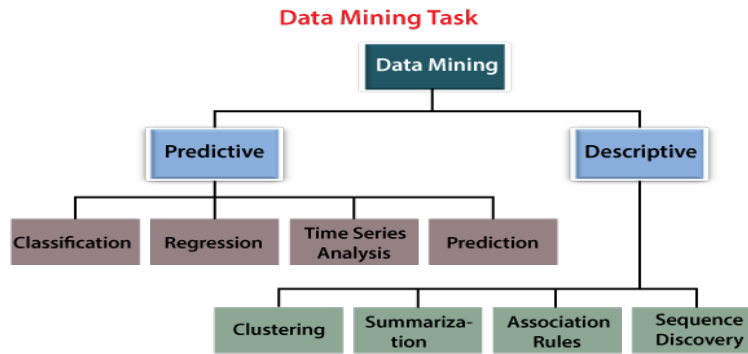 Data Mining Task
Data Mining
Predictive
Descriptive
Classification
Regression
Time Series
Analysis
Prediction
Clustering
Summariza-
tion
Association
Rules
Sequence
Discovery